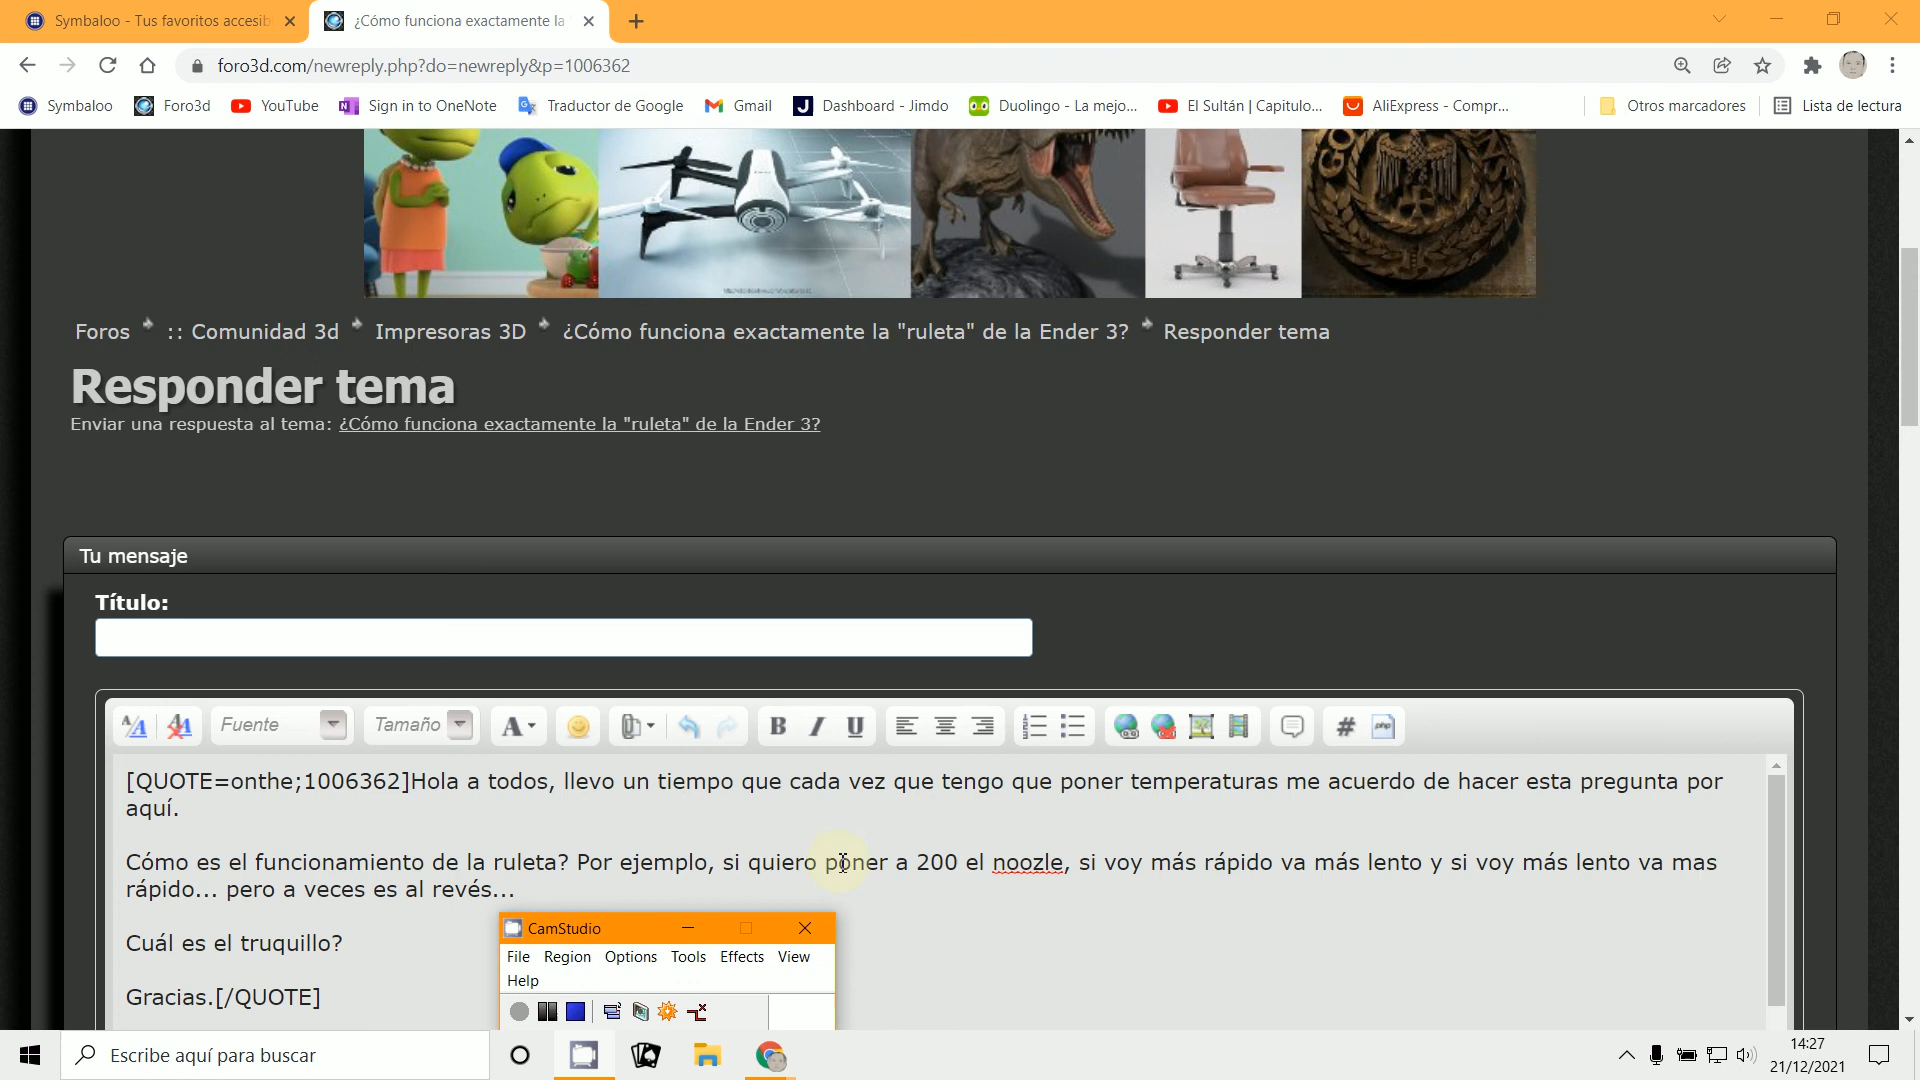 Symbaloo - Tus favoritos accesib
¿Cómo funciona exactamente la
foro3d.com/newreply.php?do=newreply&p=1006362
Symbaloo
Foro3d
YouTube
Sign in to OneNote
Traductor de Google
Gmail
Dashboard - Jimdo
Duolingo - La mejo...
El Sultán | Capitulo...
AliExpress - Compr...
Otros marcadores
Lista de lectura
Foros :: Comunidad 3d Impresoras 3D ¿Cómo funciona exactamente la "ruleta" de la Ender 3? Responder tema
Responder tema
Enviar una respuesta al tema: ¿Cómo funciona exactamente la "ruleta" de la Ender 3?
Tu mensaje
Título:
Fuente
Tamaño
A
B I U
#
php
[QUOTE=onthe;1006362]Hola a todos, llevo un tiempo que cada vez que tengo que poner temperaturas me acuerdo de hacer esta pregunta por
aquí.
Cómo es el funcionamiento de la ruleta? Por ejemplo, si quiero poner a 200 el noozle, si voy más rápido va más lento y si voy más lento va mas
rápido... pero a veces es al revés...
Cuál es el truquillo?
Gracias.[/QUOTE]
CamStudio
File Region Options Tools Effects View
Help
Escribe aquí para buscar
14:27
21/12/2021